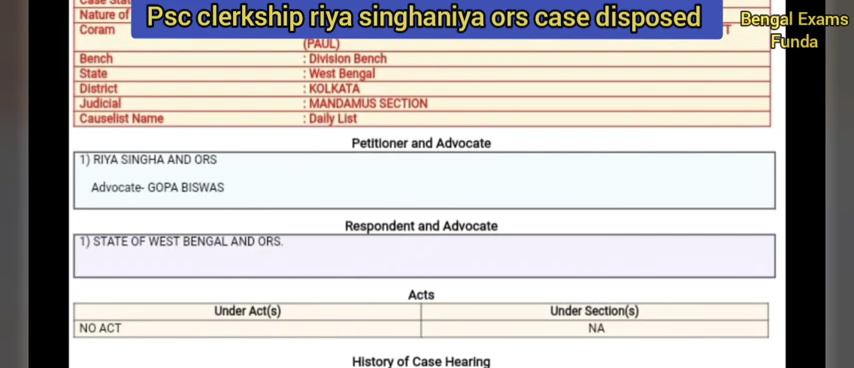 Case Stat
Psc clerkship riya singhaniya ors case disposed
Bengal Exams
Funda
Nature of
Coram
T
(PAUL)
Bench : Division Bench
State : West Bengal
District : KOLKATA
Judicial : MANDAMUS SECTION
Causelist Name : Daily List
Petitioner and Advocate
1) RIYA SINGHA AND ORS
Advocate- GOPA BISWAS
Respondent and Advocate
1) STATE OF WEST BENGAL AND ORS.
Acts
Under Act(s) Under Section(s)
NO ACT NA
History of Case Hearing